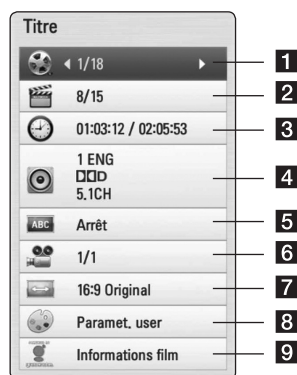 Titre
1/18
1
8/15
2
01:03:12 / 02:05:53
3
1 ENG
D
5.1CH
4
ABC
Arrêt
5
1/1
6
16:9 Original
7
Paramet. user
8
Informations film
9